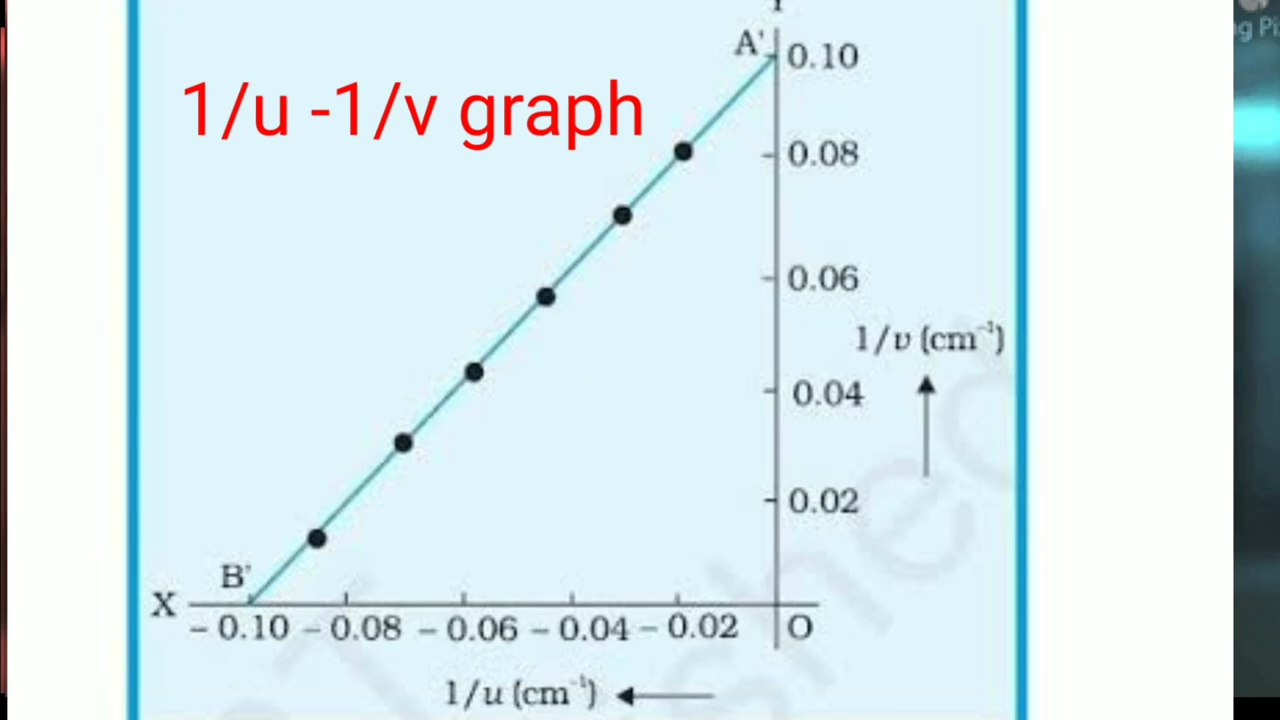 Y
A'
0.10
1/u -1/v graph
0.08
0.06
1/v (cm⁻¹)
0.04
0.02
B'
X
– 0.10 – 0.08 – 0.06 – 0.04 – 0.02 O
1/u (cm⁻¹)